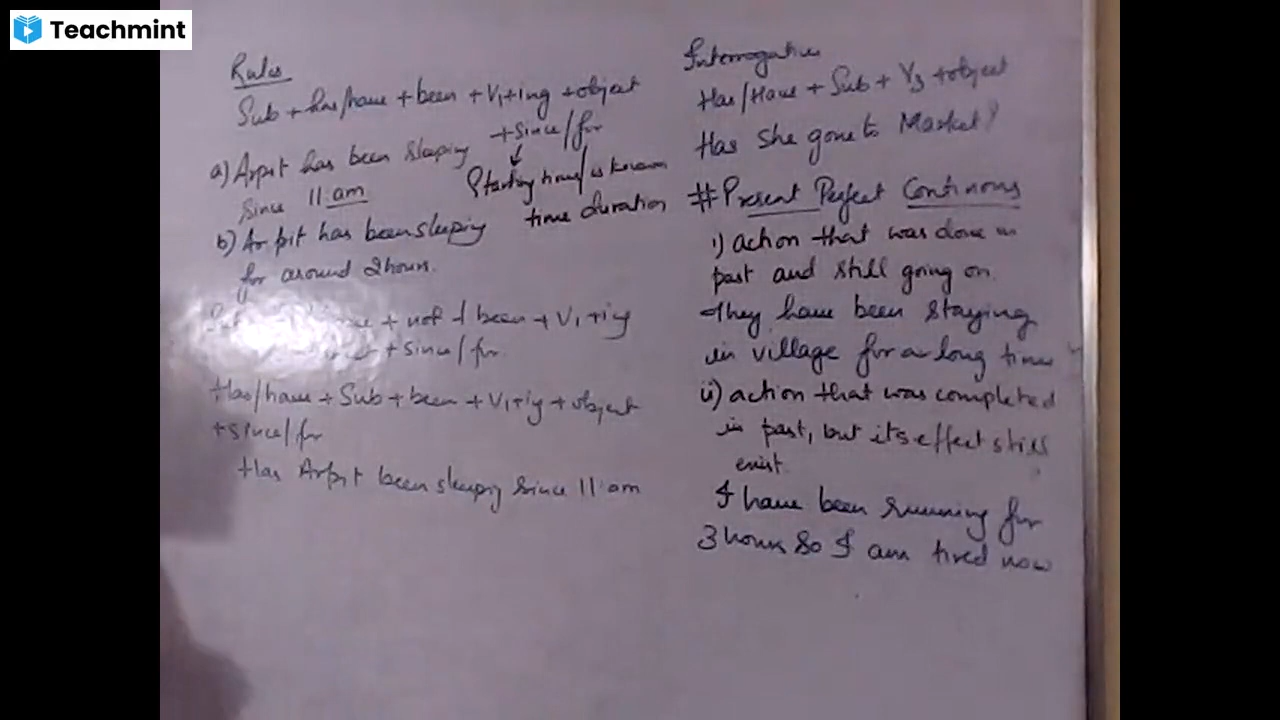 Teachmint
Rules
Sub + has/have + been + V1+ing + object
+ since/for
Starting time is known
time duration
a) Arpit has been sleeping
since 11 am
b) Arpit has been sleeping
for around 2 hours.
+ not + been + V1+ing
+ since/for
Has/have + Sub + been + V1+ing + object
+ since/for
Has Arpit been sleeping since 11 am
Interrogative
Has/Have + Sub + V3 + object
Has She gone to Market?
# Present Perfect Continous
i) action that was done in
past and still going on.
They have been staying
in village for a long time
ii) action that was completed
in past, but its effect still
exist.
I have been running for
3 hours So I am tired now